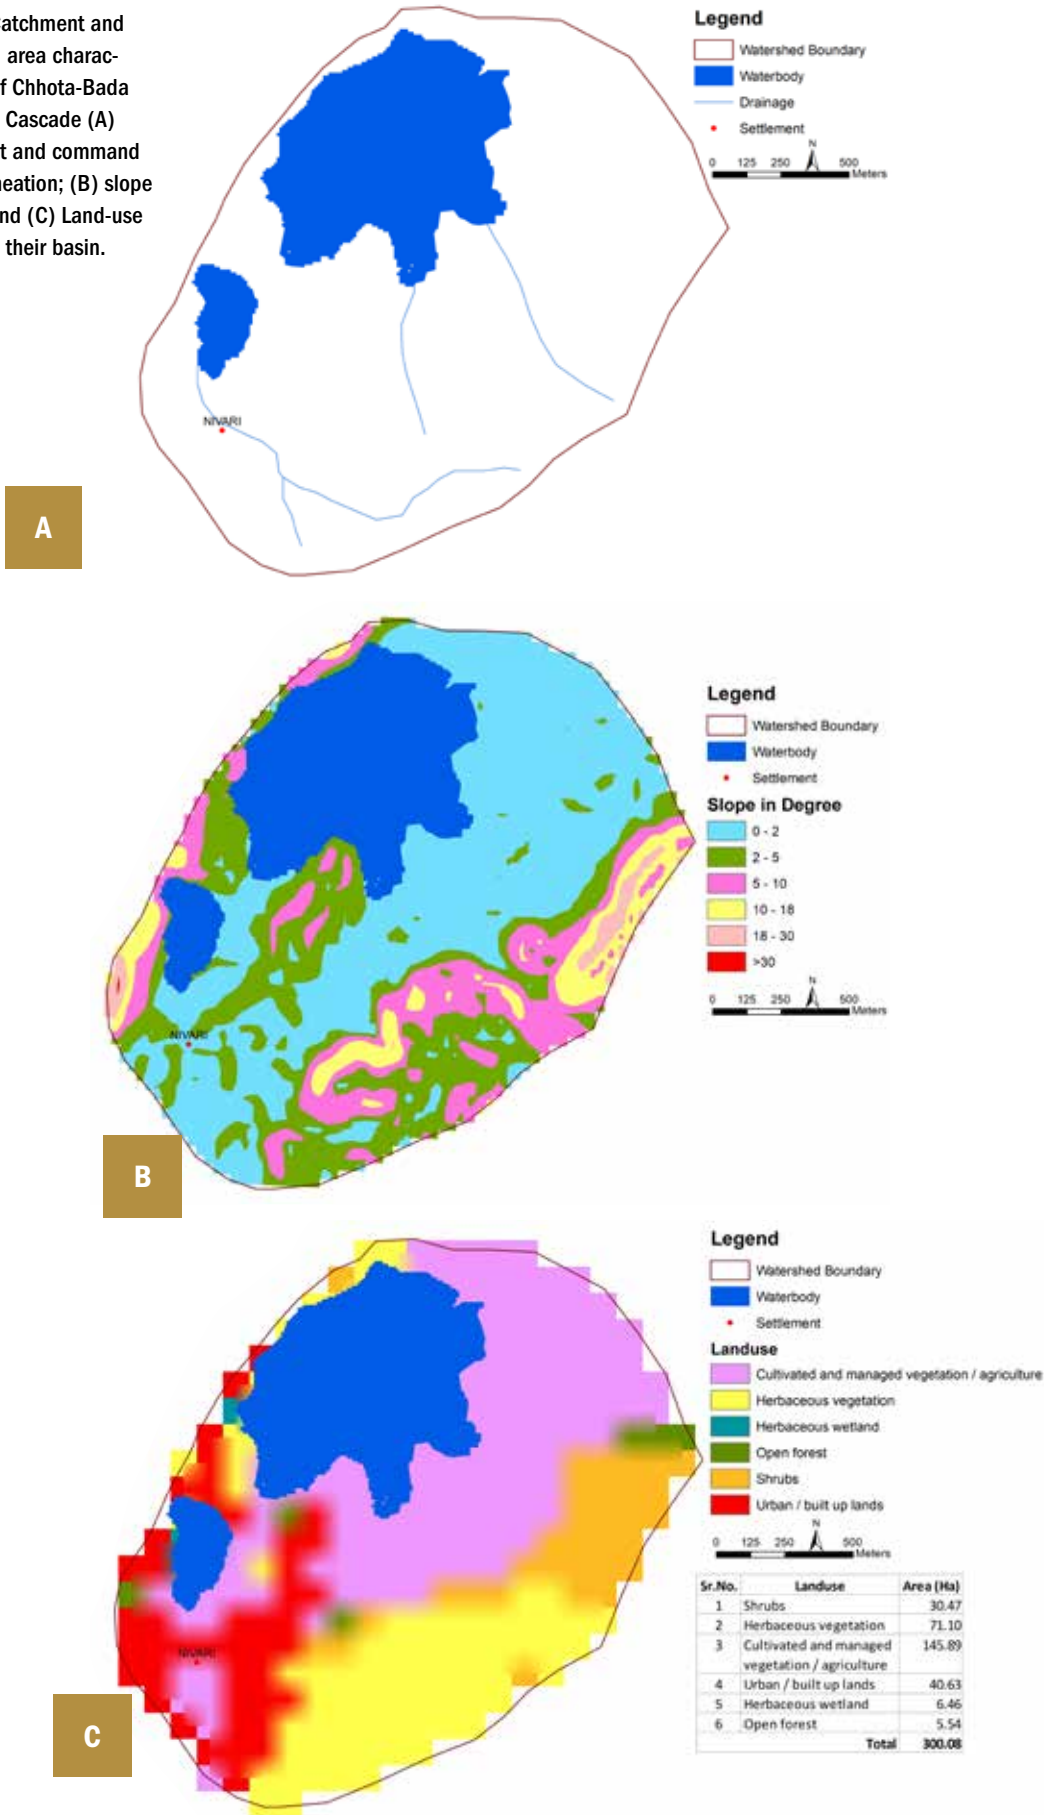 Catchment and
area charac-
of Chhota-Bada
Cascade (A)
t and command
neation; (B) slope
nd (C) Land-use
their basin.
Legend
Watershed Boundary
Waterbody
Drainage
Settlement
N
0 125 250 500
Meters
NIVARI
A
Legend
Watershed Boundary
Waterbody
Settlement
Slope in Degree
0 - 2
2 - 5
5 - 10
10 - 18
18 - 30
>30
N
0 125 250 500
Meters
NIVARI
B
Legend
Watershed Boundary
Waterbody
Settlement
Landuse
Cultivated and managed vegetation / agriculture
Herbaceous vegetation
Herbaceous wetland
Open forest
Shrubs
Urban / built up lands
N
0 125 250 500
Meters
NIVARI
Sr.No. Landuse Area (Ha)
1 Shrubs 30.47
2 Herbaceous vegetation 71.10
3 Cultivated and managed 145.89
vegetation / agriculture
4 Urban / built up lands 40.63
5 Herbaceous wetland 6.46
6 Open forest 5.54
Total 300.08
C